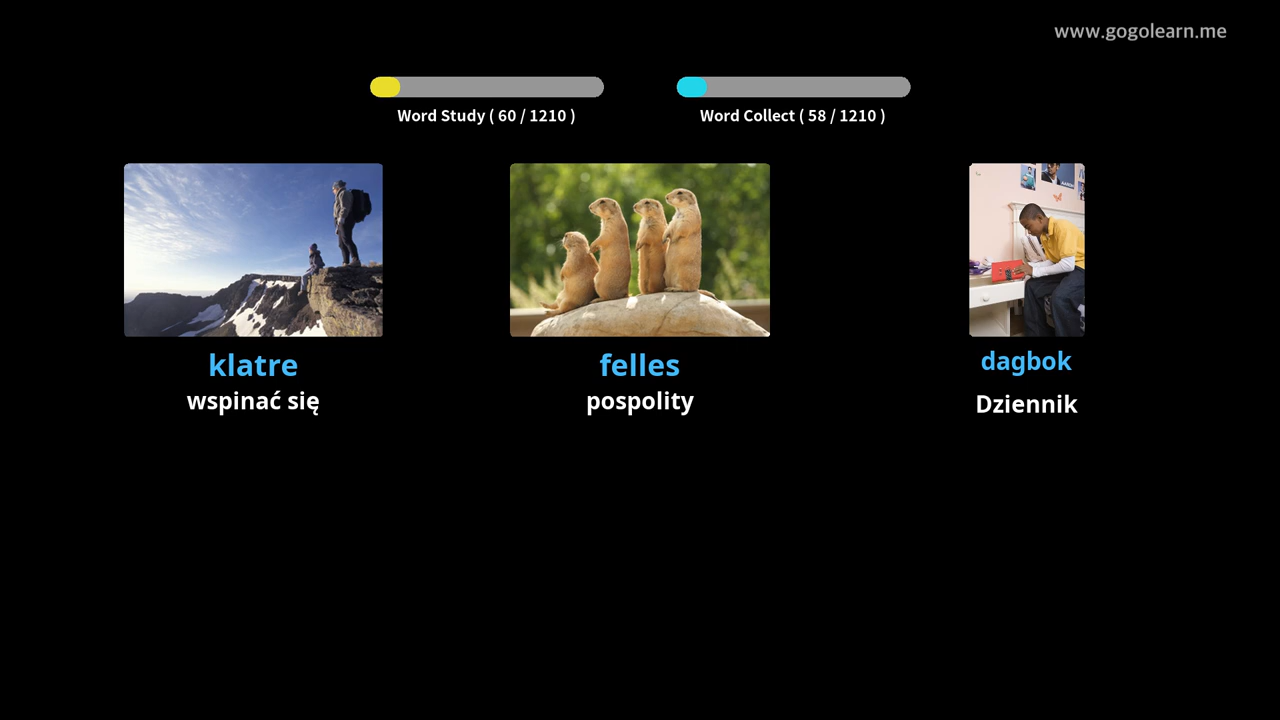 www.gogolearn.me
Word Study ( 60 / 1210 )
Word Collect ( 58 / 1210 )
klatre
wspinać się
felles
pospolity
dagbok
Dziennik